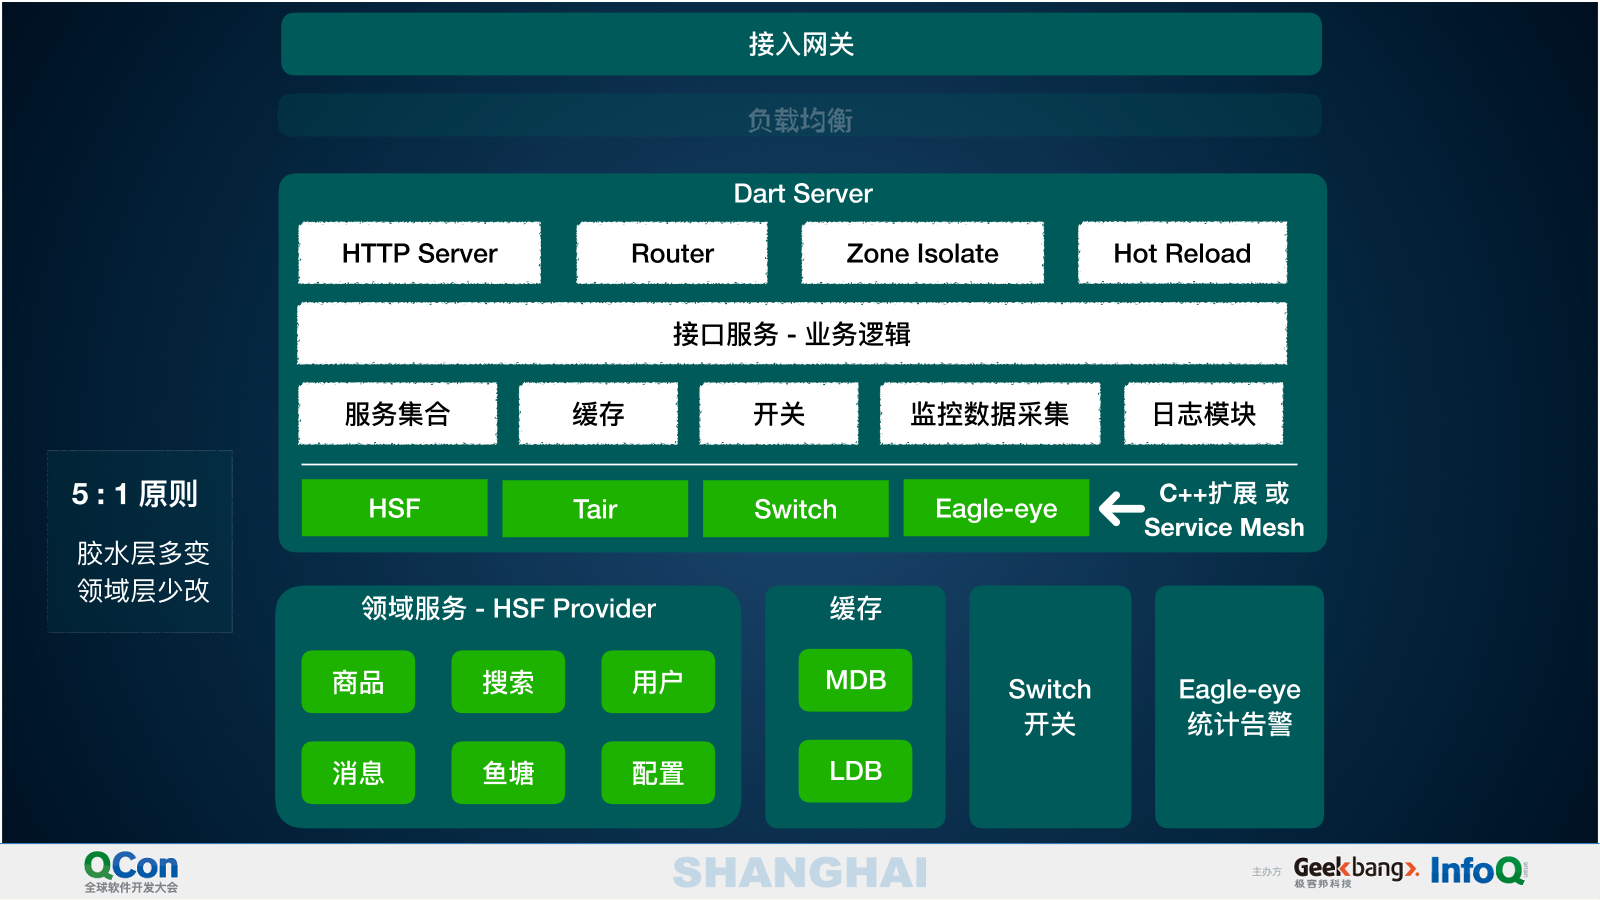 接入网关
负载均衡
Dart Server
HTTP Server
Router
Zone Isolate
Hot Reload
接口服务 - 业务逻辑
服务集合
缓存
开关
监控数据采集
日志模块
HSF
Tair
Switch
Eagle-eye
C++扩展 或
Service Mesh
5 : 1 原则
胶水层多变
领域层少改
领域服务 - HSF Provider
商品
搜索
用户
消息
鱼塘
配置
缓存
MDB
LDB
Switch
开关
Eagle-eye
统计告警
QCon
全球软件开发大会
SHANGHAI
主办方
Geekbang
极客邦科技
InfoQ